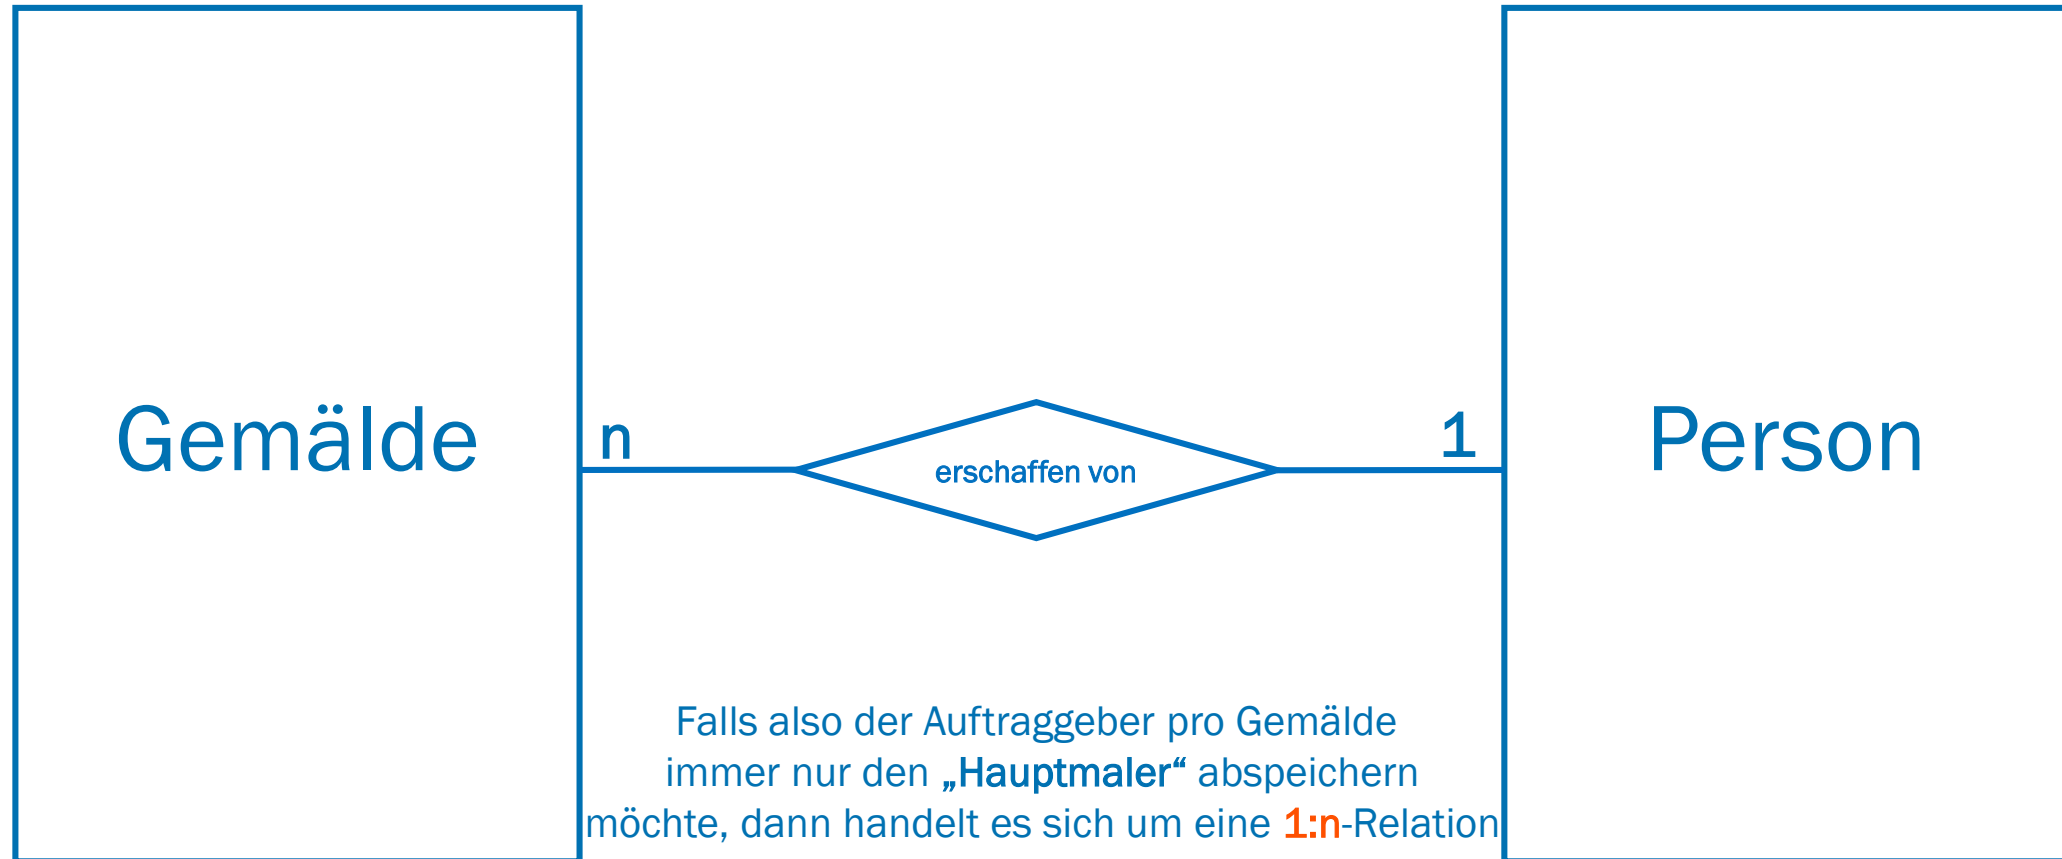 Gemälde
n
erschaffen von
1
Person
Falls also der Auftraggeber pro Gemälde
immer nur den „Hauptmaler“ abspeichern
möchte, dann handelt es sich um eine 1:n-Relation